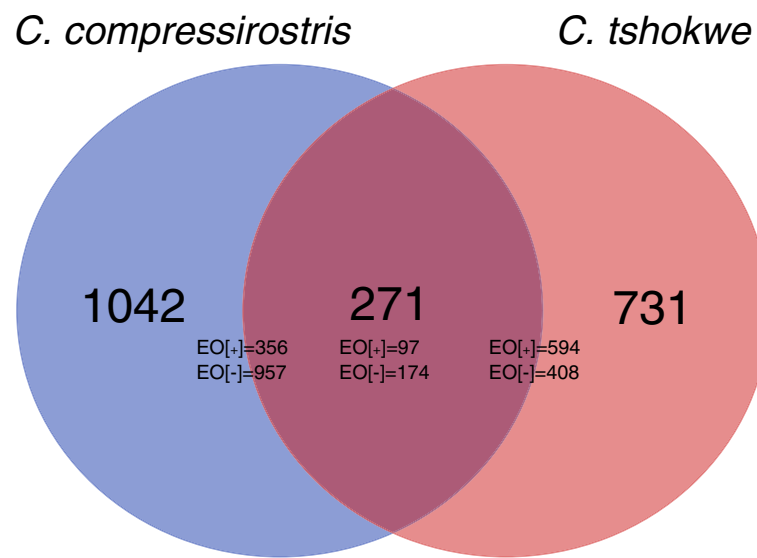 C. compressirostris
C. tshokwe
1042
271
731
EO[+]=356
EO[-]=957
EO[+]=97
EO[-]=174
EO[+]=594
EO[-]=408